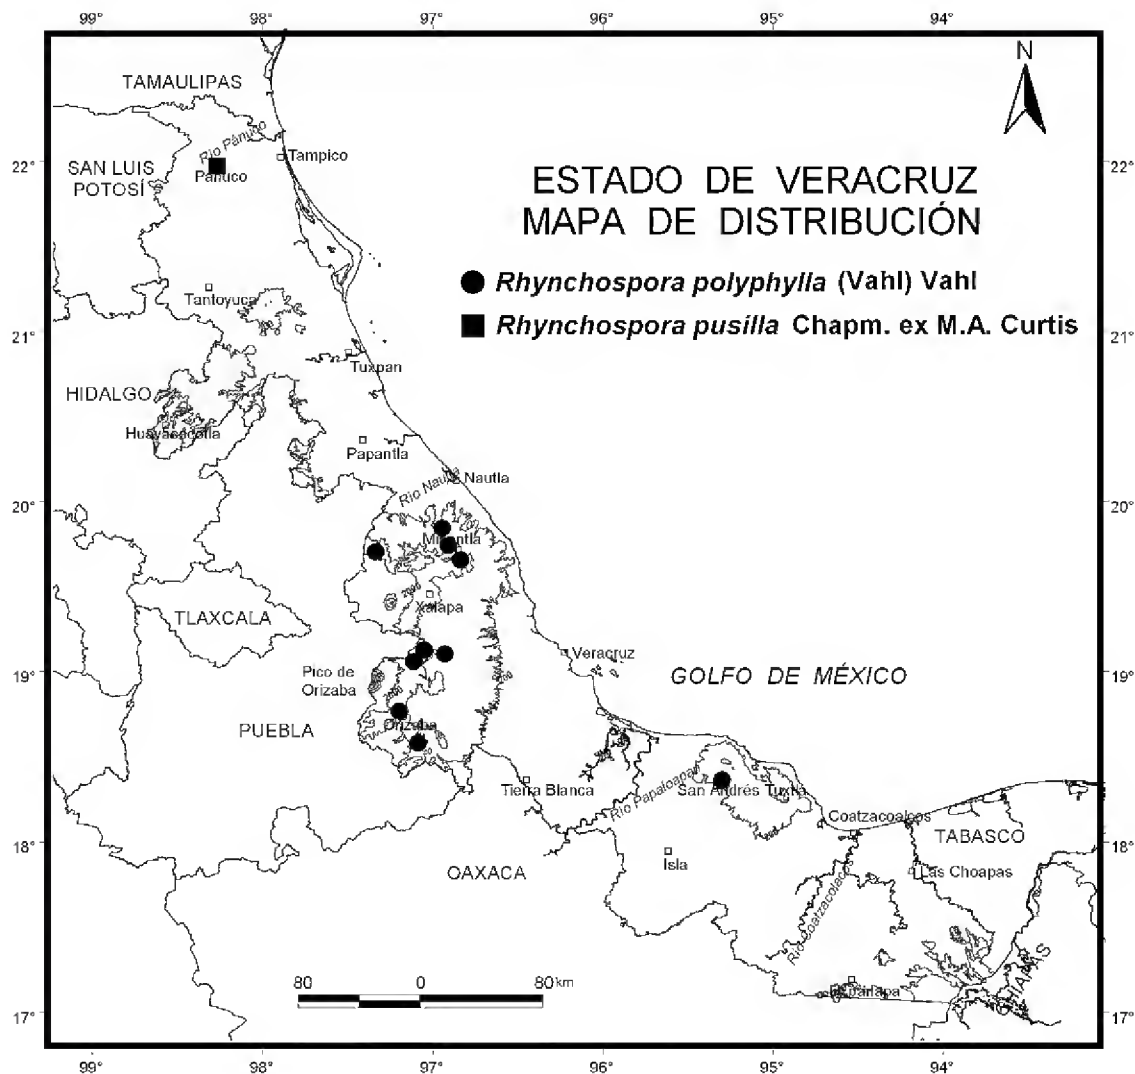 99° 98° 97° 96° 95° 94°
N
TAMAULIPAS
Río Pánuco
22° SAN LUIS POTOSÍ
Pánuco
Tampico
22°
ESTADO DE VERACRUZ
MAPA DE DISTRIBUCIÓN
Rhynchospora polyphylla (Vahl) Vahl
Rhynchospora pusilla Chapm. ex M.A. Curtis
Tantoyuca
21° 21°
Tuxpan
HIDALGO
Huayacocotla
Papantla
Río Nautla
Nautla
20° 20°
Misantla
2000
Xalapa
TLAXCALA
Veracruz
19° 19°
Pico de
Orizaba
GOLFO DE MÉXICO
PUEBLA
Orizaba
Tierra Blanca
Río Papaloapan
San Andrés Tuxtla
Coatzacoalcos
TABASCO
18° 18°
OAXACA
Isla
Las Choapas
Río Coatzacoalcos
CHIAPAS
80 0 80 km
17° 17°
99° 98° 97° 96° 95° 94°